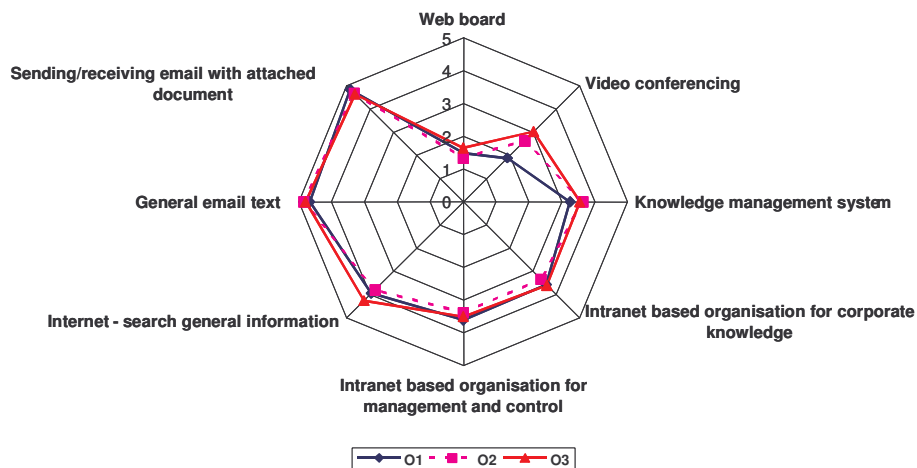 Web board
5
Sending/receiving email with attached
document
Video conferencing
4
3
2
1
General email text
0
Knowledge management system
Internet - search general information
Intranet based organisation for corporate
knowledge
Intranet based organisation for
management and control
O1 O2 O3